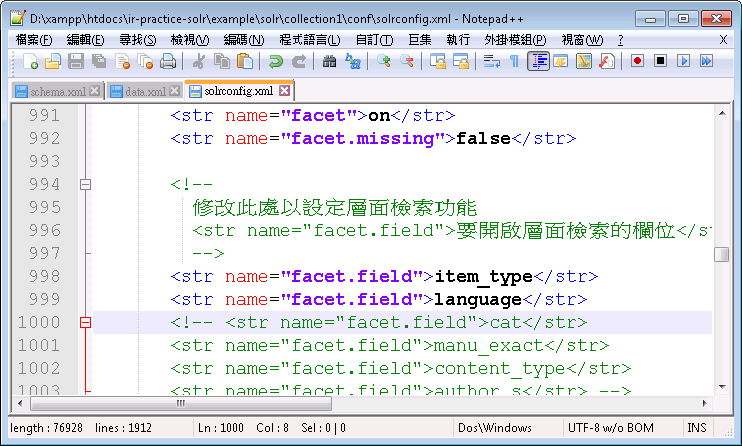 D:\xampp\htdocs\ir-practice-solr\example\solr\collection1\conf\solrconfig.xml - Notepad++
檔案(F) 編輯(E) 尋找(S) 檢視(V) 編碼(N) 程式語言(L) 自訂(T) 巨集 執行 外掛模組(P) 視窗(W) ? X
schema.xml data.xml solrconfig.xml
991 <str name="facet">on</str>
992 <str name="facet.missing">false</str>
993
994 <!--
995 修改此處以設定層面檢索功能
996 <str name="facet.field">要開啟層面檢索的欄位</st
997 -->
998 <str name="facet.field">item_type</str>
999 <str name="facet.field">language</str>
1000 <!-- <str name="facet.field">cat</str>
1001 <str name="facet.field">manu_exact</str>
1002 <str name="facet.field">content_type</str>
1003 <str name="facet.field">author_s</str> -->
length : 76928 lines : 1912 Ln : 1000 Col : 8 Sel : 0 | 0 Dos\Windows UTF-8 w/o BOM INS